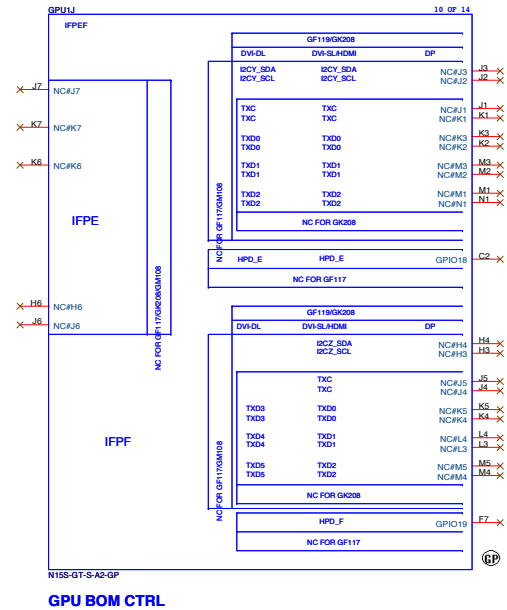 GPU1J 10 OF 14
IFPEF
GF119/GK208
DVI-DL DVI-SL/HDMI DP
I2CY_SDA I2CY_SDA NC#J3 J3
I2CY_SCL I2CY_SCL NC#J2 J2
J7 NC#J7
TXC TXC NC#J1 J1
TXC TXC NC#K1 K1
K7 NC#K7
TXD0 TXD0 NC#K3 K3
TXD0 TXD0 NC#K2 K2
K6 NC#K6
TXD1 TXD1 NC#M3 M3
TXD1 TXD1 NC#M2 M2
TXD2 TXD2 NC#M1 M1
TXD2 TXD2 NC#N1 N1
IFPE
NC FOR GK208
NC FOR GF117/GM108
HPD_E HPD_E GPIO18 C2
NC FOR GF117
NC FOR GF117/GK208/GM108
H6 NC#H6
J6 NC#J6
GF119/GK208
DVI-DL DVI-SL/HDMI DP
I2CZ_SDA NC#H4 H4
I2CZ_SCL NC#H3 H3
TXC NC#J5 J5
TXC NC#J4 J4
TXD3 TXD0 NC#K5 K5
TXD3 TXD0 NC#K4 K4
IFPF
TXD4 TXD1 NC#L4 L4
TXD4 TXD1 NC#L3 L3
TXD5 TXD2 NC#M5 M5
TXD5 TXD2 NC#M4 M4
NC FOR GK208
NC FOR GF117/GM108
HPD_F GPIO19 F7
NC FOR GF117
GP
N15S-GT-S-A2-GP
GPU BOM CTRL